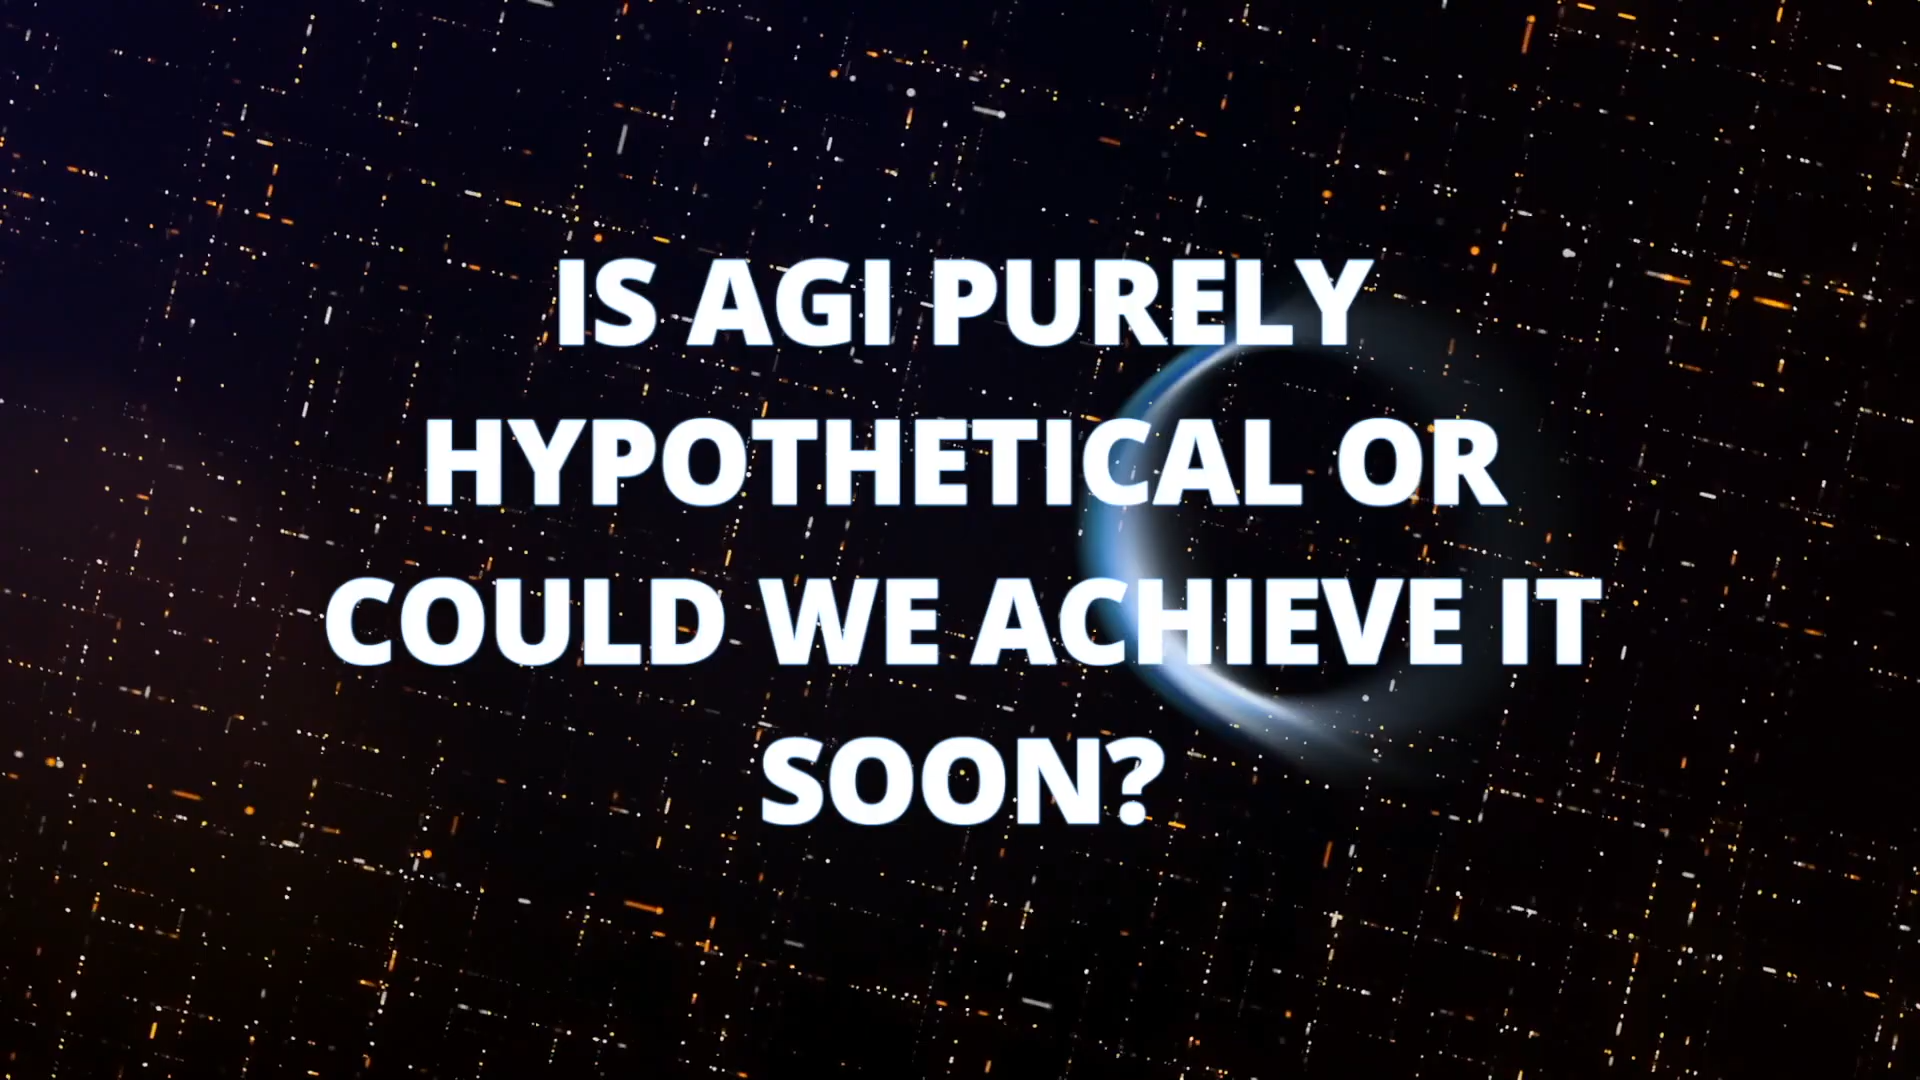 IS AGI PURELY
HYPOTHETICAL OR
COULD WE ACHIEVE IT
SOON?